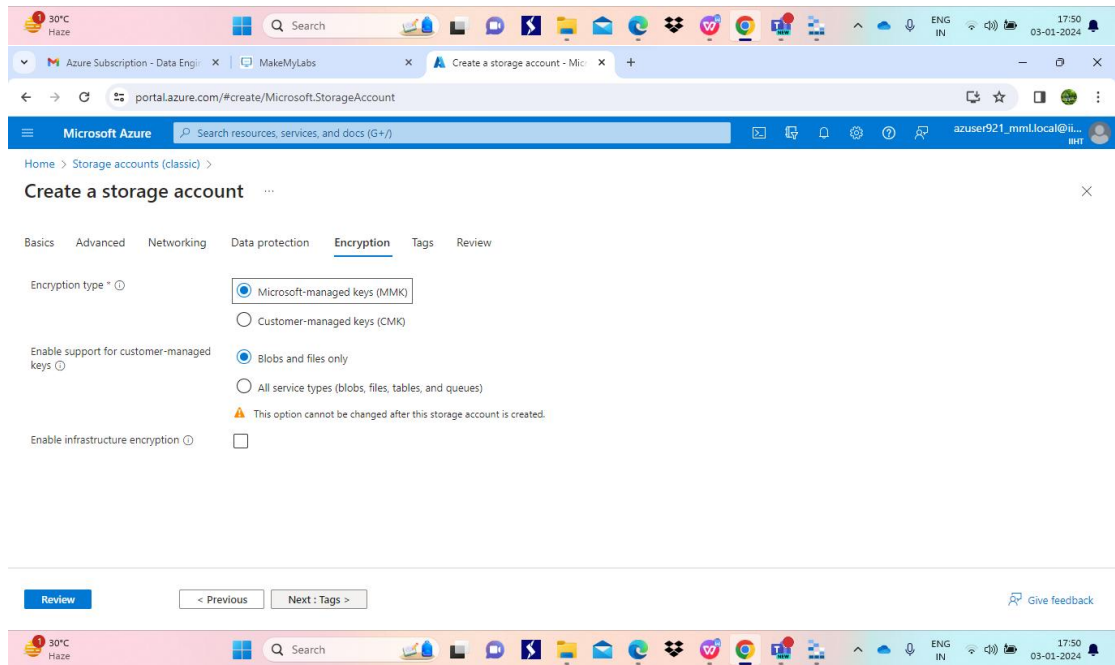 1
30°C
Haze
Search
NEW
ENG
IN
17:50
03-01-2024
Azure Subscription - Data Engi
MakeMyLabs
Create a storage account - Mic
portal.azure.com/#create/Microsoft.StorageAccount
Microsoft Azure
Search resources, services, and docs (G+/)
azuser921_mml.local@ii...
IIHT
Home > Storage accounts (classic) >
Create a storage account ...
Basics Advanced Networking Data protection Encryption Tags Review
Encryption type *
Microsoft-managed keys (MMK)
Customer-managed keys (CMK)
Enable support for customer-managed
keys
Blobs and files only
All service types (blobs, files, tables, and queues)
This option cannot be changed after this storage account is created.
Enable infrastructure encryption
Review
< Previous
Next : Tags >
Give feedback
1
30°C
Haze
Search
NEW
ENG
IN
17:50
03-01-2024